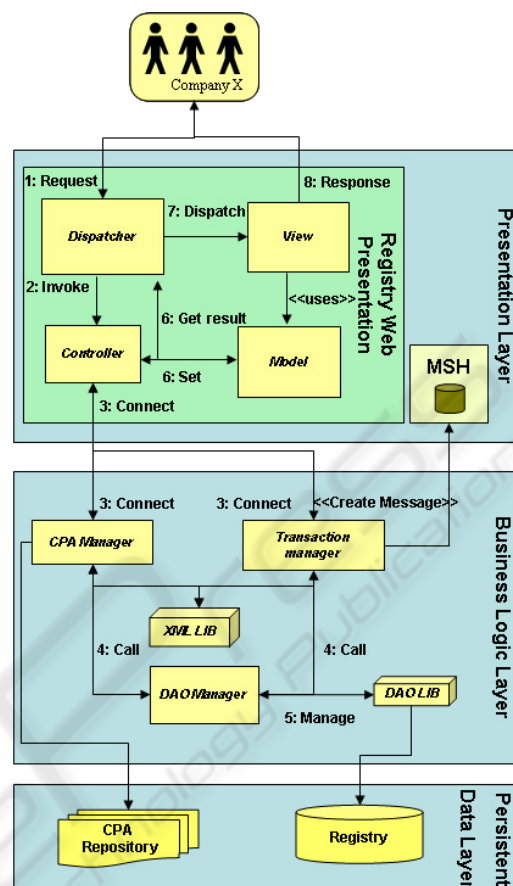 Company X
1: Request
8: Response
7: Dispatch
Dispatcher
View
2: Invoke
<<uses>>
6: Get result
Controller
Model
6: Set
3: Connect
Registry Web
Presentation
Presentation Layer
MSH
3: Connect
3: Connect
<<Create Message>>
CPA Manager
Transaction
manager
XML LIB
4: Call
4: Call
DAO Manager
DAO LIB
5: Manage
Business Logic Layer
CPA
Repository
Registry
Persistent
Data Layer